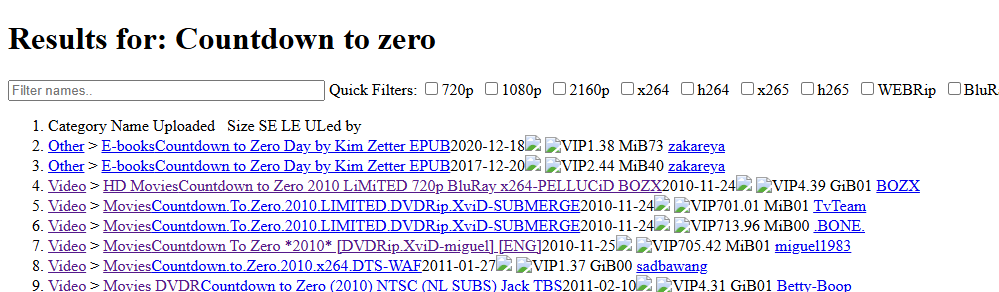 Results for: Countdown to zero
Filter names.. Quick Filters: 720p 1080p 2160p x264 h264 x265 h265 WEBRip BluR
1. Category Name Uploaded Size SE LE ULed by
2. Other > E-booksCountdown to Zero Day by Kim Zetter EPUB2020-12-18 VIP1.38 MiB73 zakareya
3. Other > E-booksCountdown to Zero Day by Kim Zetter EPUB2017-12-20 VIP2.44 MiB40 zakareya
4. Video > HD MoviesCountdown to Zero 2010 LiMiTED 720p BluRay x264-PELLUCiD BOZX2010-11-24 VIP4.39 GiB01 BOZX
5. Video > MoviesCountdown.To.Zero.2010.LIMITED.DVDRip.XviD-SUBMERGE2010-11-24 VIP701.01 MiB01 TvTeam
6. Video > MoviesCountdown.To.Zero.2010.LIMITED.DVDRip.XviD-SUBMERGE2010-11-24 VIP713.96 MiB00 .BONE.
7. Video > MoviesCountdown To Zero *2010* [DVDRip.XviD-miguel] [ENG]2010-11-25 VIP705.42 MiB01 miguel1983
8. Video > MoviesCountdown.to.Zero.2010.x264.DTS-WAF2011-01-27 VIP1.37 GiB00 sadbawang
9. Video > Movies DVDRCountdown to Zero (2010) NTSC (NL SUBS) Jack TBS2011-02-10 VIP4.31 GiB01 Betty-Boop